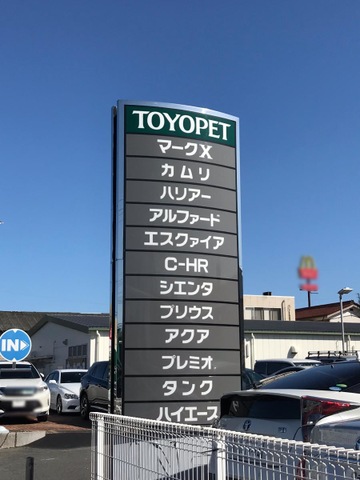 TOYOPET
マークX
カムリ
ハリアー
アルファード
エスクァイア
C-HR
シエンタ
プリウス
アクア
プレミオ
タンク
ハイエース
IN